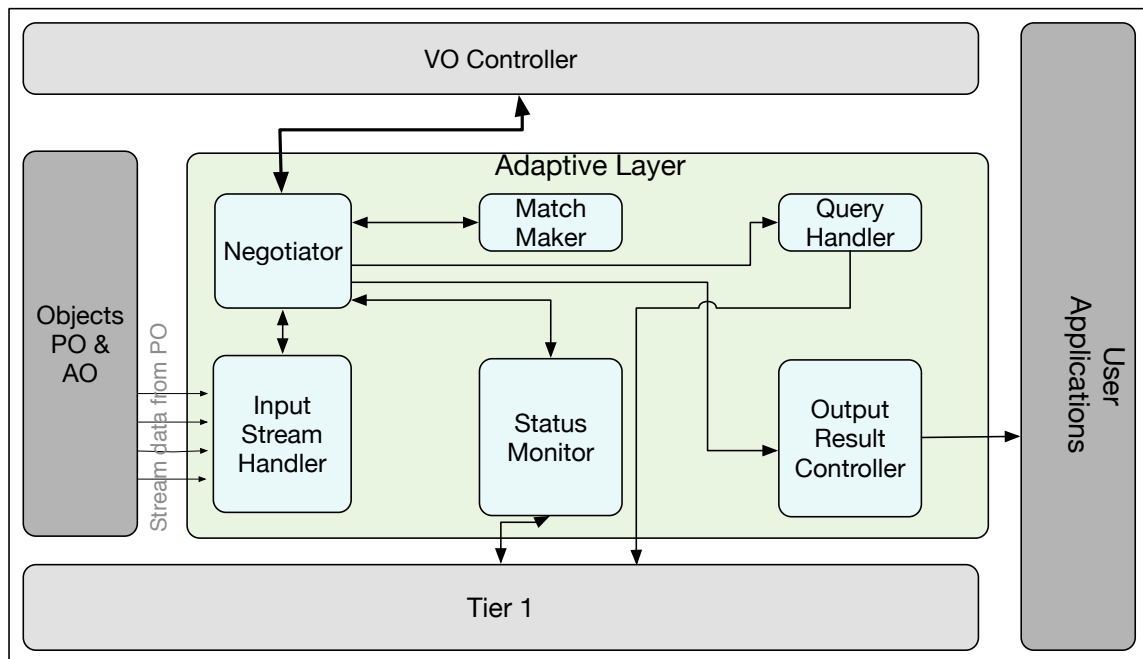 VO Controller
Adaptive Layer
Negotiator
Match
Maker
Query
Handler
Objects
PO &
AO
Stream data from PO
Input
Stream
Handler
Status
Monitor
Output
Result
Controller
User
Applications
Tier 1